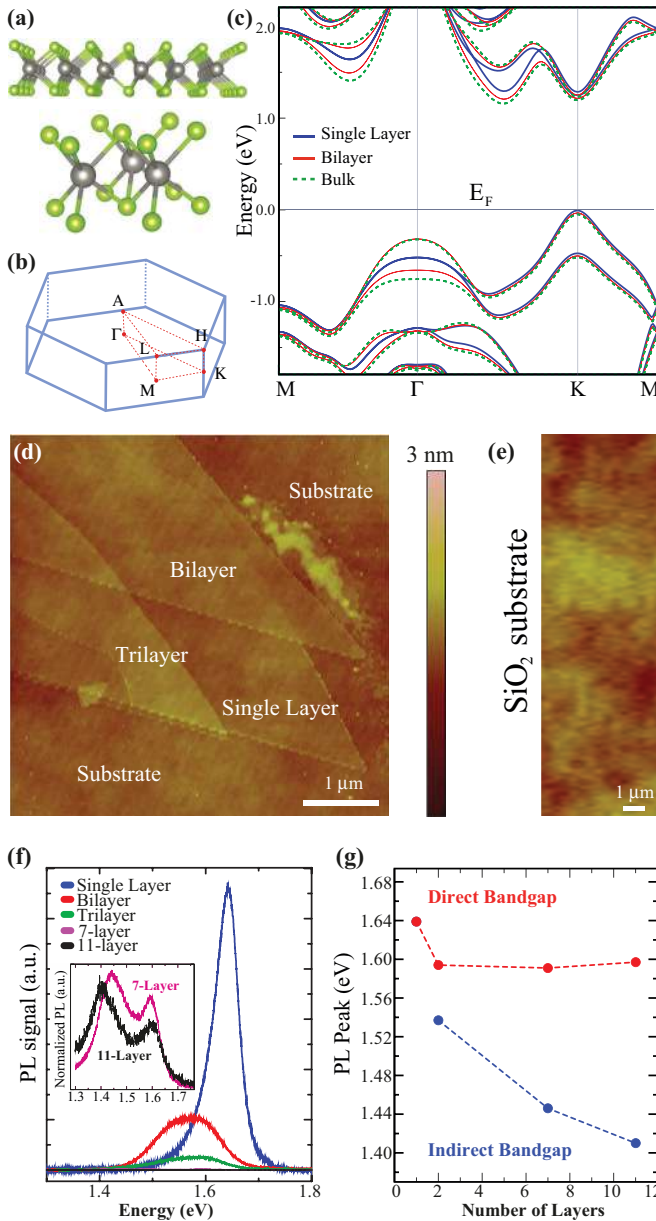 (a)
(b)
A
Γ
L
H
M
K
(c)
2.0
1.0
0.0
-1.0
Energy (eV)
Single Layer
Bilayer
Bulk
E_F
M
Γ
K
M
(d)
Substrate
Bilayer
Trilayer
Single Layer
Substrate
1 μm
3 nm
(e)
SiO₂ substrate
1 μm
(f)
PL signal (a.u.)
Single Layer
Bilayer
Trilayer
7-layer
11-layer
Normalized PL (a.u.)
7-Layer
11-Layer
1.3 1.4 1.5 1.6 1.7
1.4 1.6 1.8
Energy (eV)
(g)
PL Peak (eV)
1.68
1.64
1.60
1.56
1.52
1.48
1.44
1.40
Direct Bandgap
Indirect Bandgap
0 2 4 6 8 10 12
Number of Layers